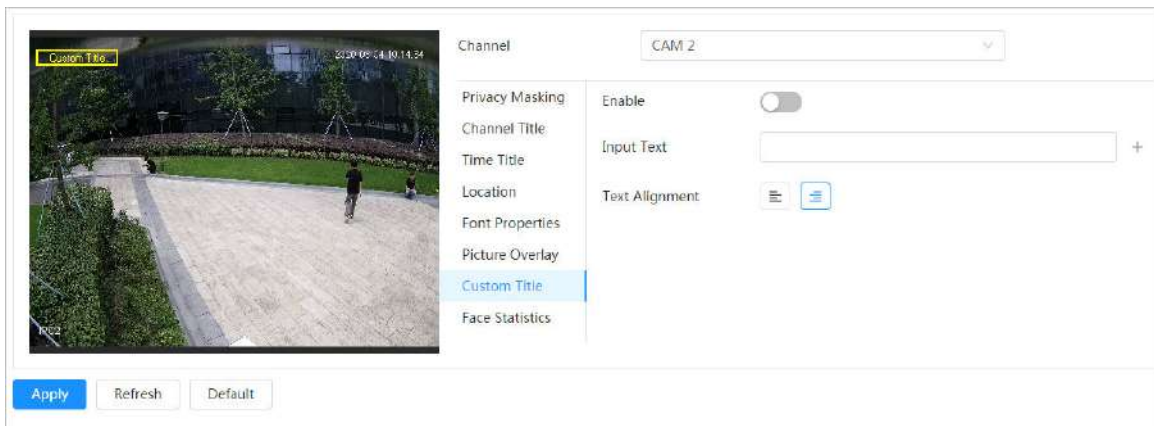 Custom Title...
Channel
CAM 2
Privacy Masking
Channel Title
Time Title
Location
Font Properties
Picture Overlay
Custom Title
Face Statistics
Enable
Input Text
+
Text Alignment
Apply
Refresh
Default